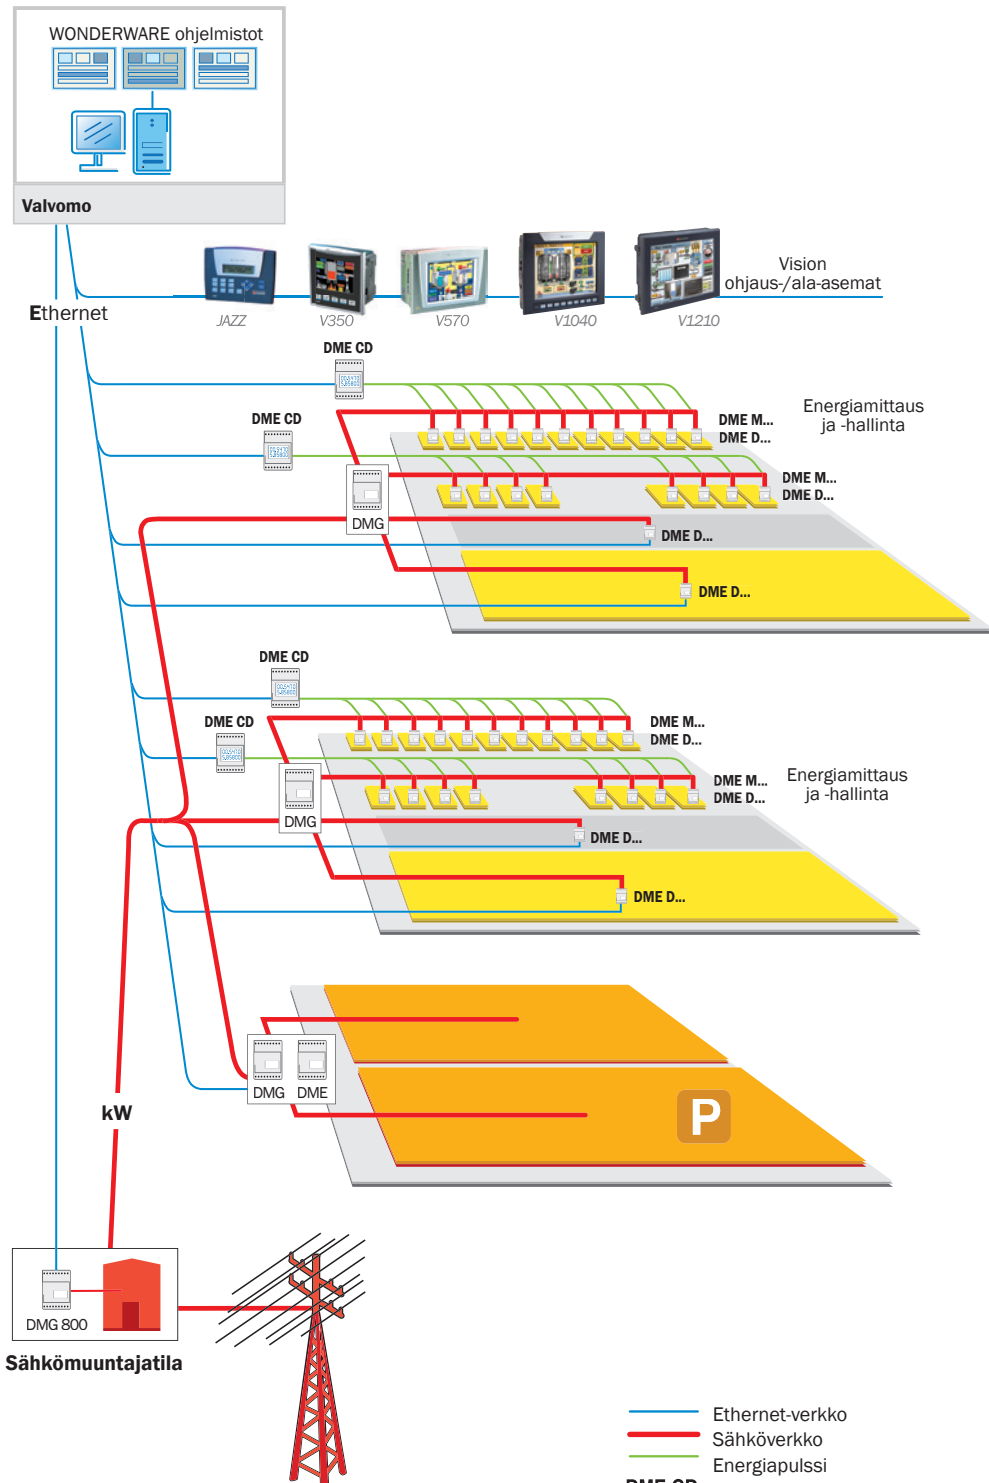 WONDERWARE ohjelmistot
Valvomo
Ethernet
Vision
ohjaus-/ala-asemat
JAZZ
V350
V570
V1040
V1210
DME CD
DME CD
DME M...
DME D...
Energiamittaus
ja -hallinta
DME M...
DME D...
DMG
DME D...
DME D...
DME CD
DME CD
DME M...
DME D...
DME M...
DME D...
Energiamittaus
ja -hallinta
DMG
DME D...
DME D...
DMG
DME
P
kW
DMG 800
Sähkömuuntajatila
Ethernet-verkko
Sähköverkko
Energiapulssi
DME CD